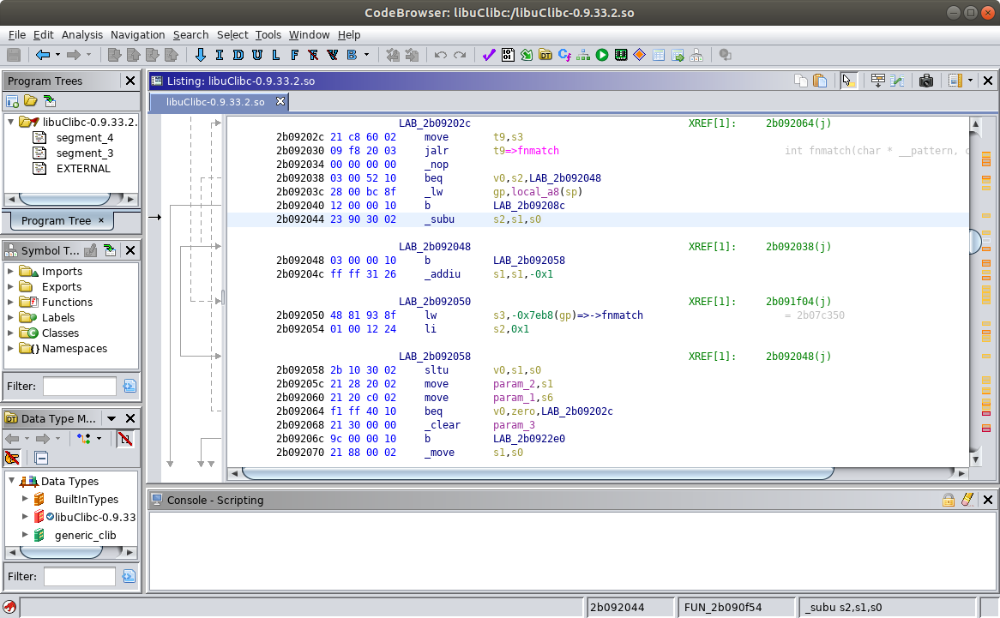 CodeBrowser: libuClibc:/libuClibc-0.9.33.2.so
File Edit Analysis Navigation Search Select Tools Window Help
I D U L F V B
Program Trees
libuClibc-0.9.33.2.
segment_4
segment_3
EXTERNAL
Program Tree ×
Symbol T...
Imports
Exports
Functions
Labels
Classes
Namespaces
Filter:
Data Type M...
Data Types
BuiltInTypes
libuClibc-0.9.33
generic_clib
Filter:
Listing: libuClibc-0.9.33.2.so
libuClibc-0.9.33.2.so
LAB_2b09202c XREF[1]: 2b092064(j)
2b09202c 21 c8 60 02 move t9,s3
2b092030 09 f8 20 03 jalr t9=>fnmatch int fnmatch(char * __pattern, c
2b092034 00 00 00 00 _nop
2b092038 03 00 52 10 beq v0,s2,LAB_2b092048
2b09203c 28 00 bc 8f _lw gp,local_a8(sp)
2b092040 12 00 00 10 b LAB_2b09208c
2b092044 23 90 30 02 _subu s2,s1,s0
LAB_2b092048 XREF[1]: 2b092038(j)
2b092048 03 00 00 10 b LAB_2b092058
2b09204c ff ff 31 26 _addiu s1,s1,-0x1
LAB_2b092050 XREF[1]: 2b091f04(j)
2b092050 48 81 93 8f lw s3,-0x7eb8(gp)=>->fnmatch = 2b07c350
2b092054 01 00 12 24 li s2,0x1
LAB_2b092058 XREF[1]: 2b092048(j)
2b092058 2b 10 30 02 sltu v0,s1,s0
2b09205c 21 28 20 02 move param_2,s1
2b092060 21 20 c0 02 move param_1,s6
2b092064 f1 ff 40 10 beq v0,zero,LAB_2b09202c
2b092068 21 30 00 00 _clear param_3
2b09206c 9c 00 00 10 b LAB_2b0922e0
2b092070 21 88 00 02 _move s1,s0
Console - Scripting
2b092044 FUN_2b090f54 _subu s2,s1,s0